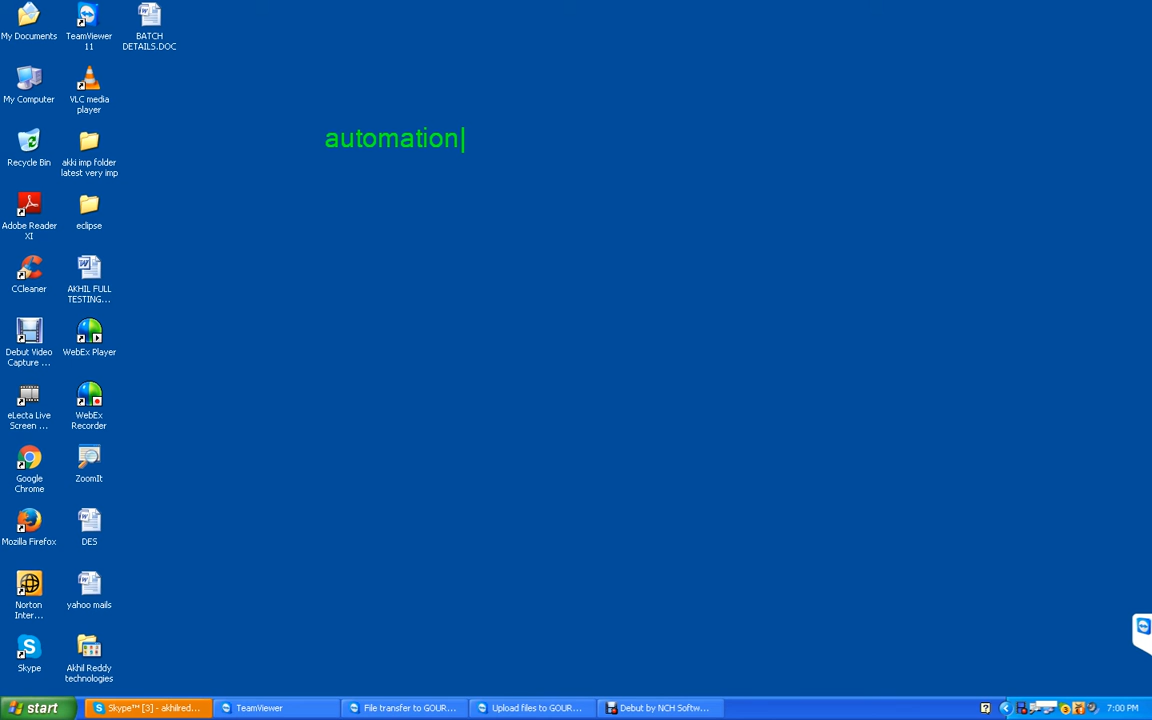 My Documents
TeamViewer
11
BATCH
DETAILS.DOC
My Computer
VLC media
player
automation
Recycle Bin
akki imp folder
latest very imp
Adobe Reader
XI
eclipse
CCleaner
AKHIL FULL
TESTING...
Debut Video
Capture ...
WebEx Player
eLecta Live
Screen ...
WebEx
Recorder
Google
Chrome
ZoomIt
Mozilla Firefox
DES
Norton
Inter...
yahoo mails
Skype
Akhil Reddy
technologies
start
Skype™ [3] - akhilred...
TeamViewer
File transfer to GOUR...
Upload files to GOUR...
Debut by NCH Softw...
7:00 PM